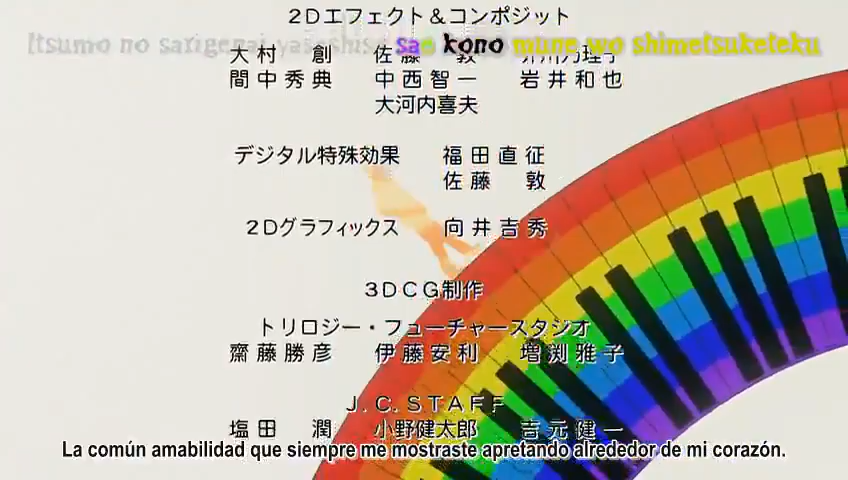 2Dエフェクト＆コンポジット
Itsumo no sarigenai yasashisa sae kono mune wo shimetsuketeku
大村 創 佐藤 敦
間中秀典 中西智一 岩井和也
大河内喜夫
デジタル特殊効果 福田直征
佐藤 敦
2Dグラフィックス 向井吉秀
3DCG制作
トリロジー・フューチャースタジオ
齋藤勝彦 伊藤安利 増渕雅子
J.C.STAFF
塩田 潤 小野健太郎 吉元健一
La común amabilidad que siempre me mostraste apretando alrededor de mi corazón.